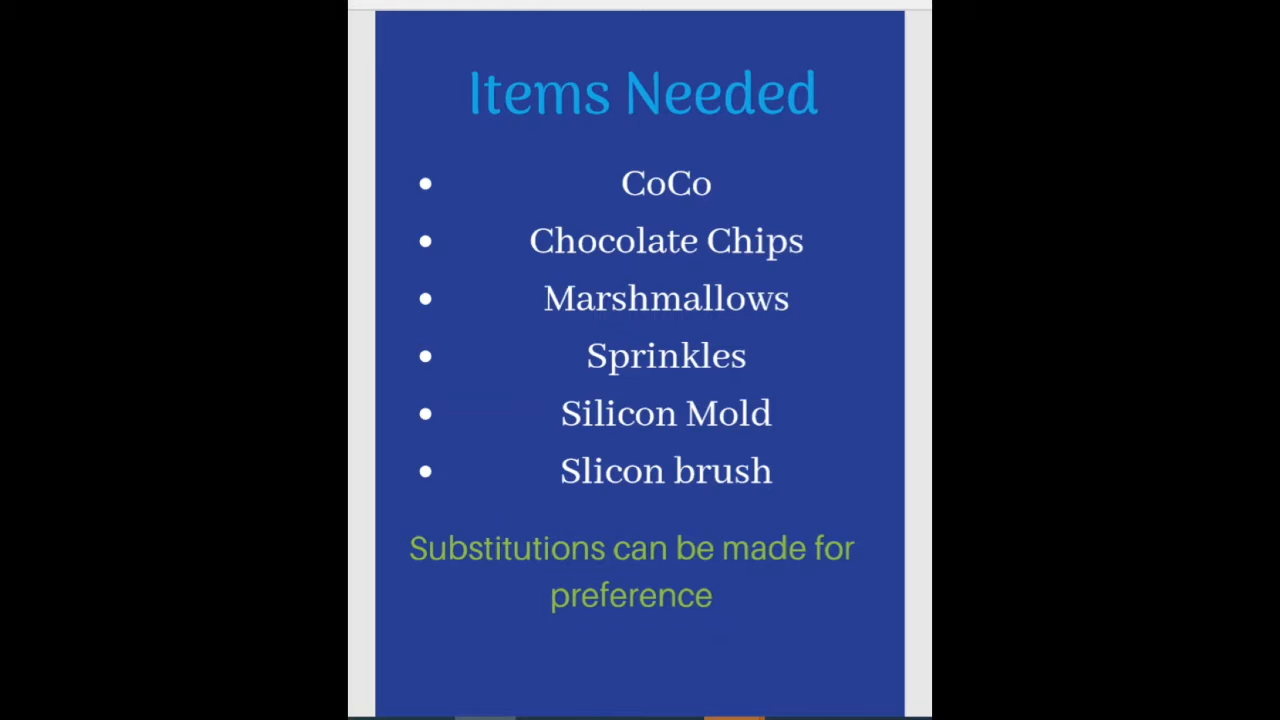 Items Needed
• CoCo
• Chocolate Chips
• Marshmallows
• Sprinkles
• Silicon Mold
• Slicon brush
Substitutions can be made for
preference